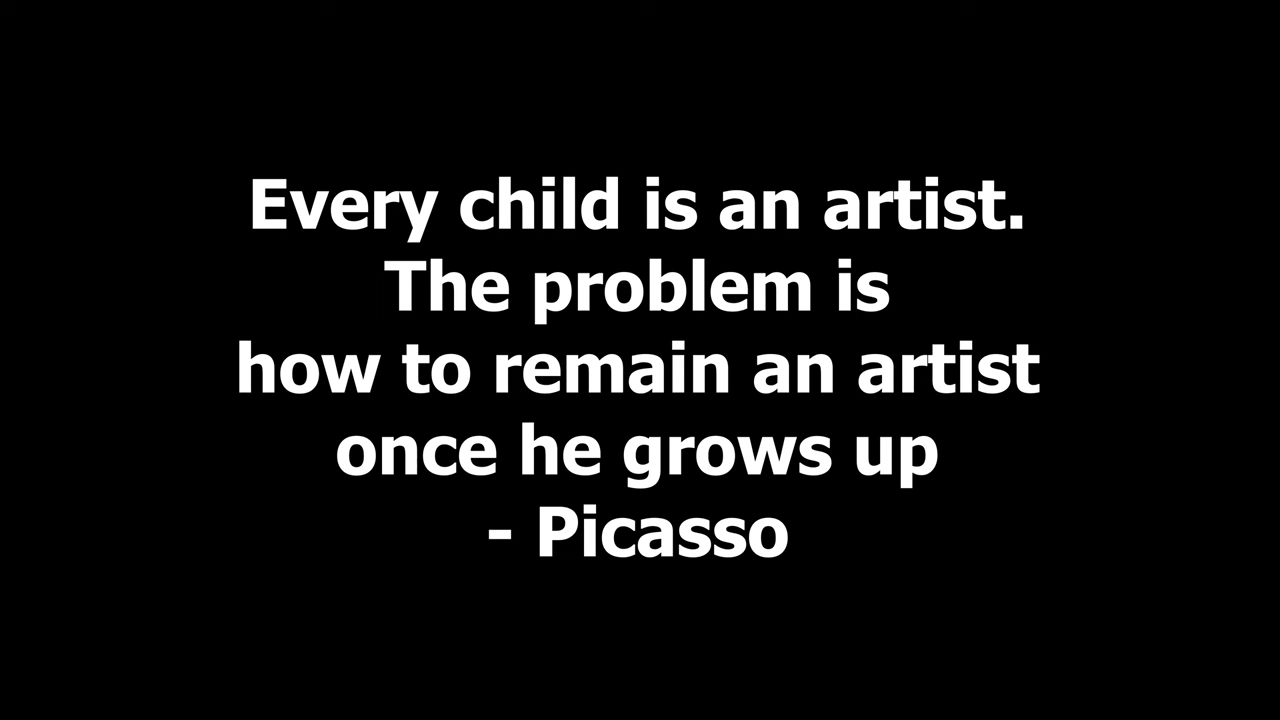 Every child is an artist.
The problem is
how to remain an artist
once he grows up
- Picasso